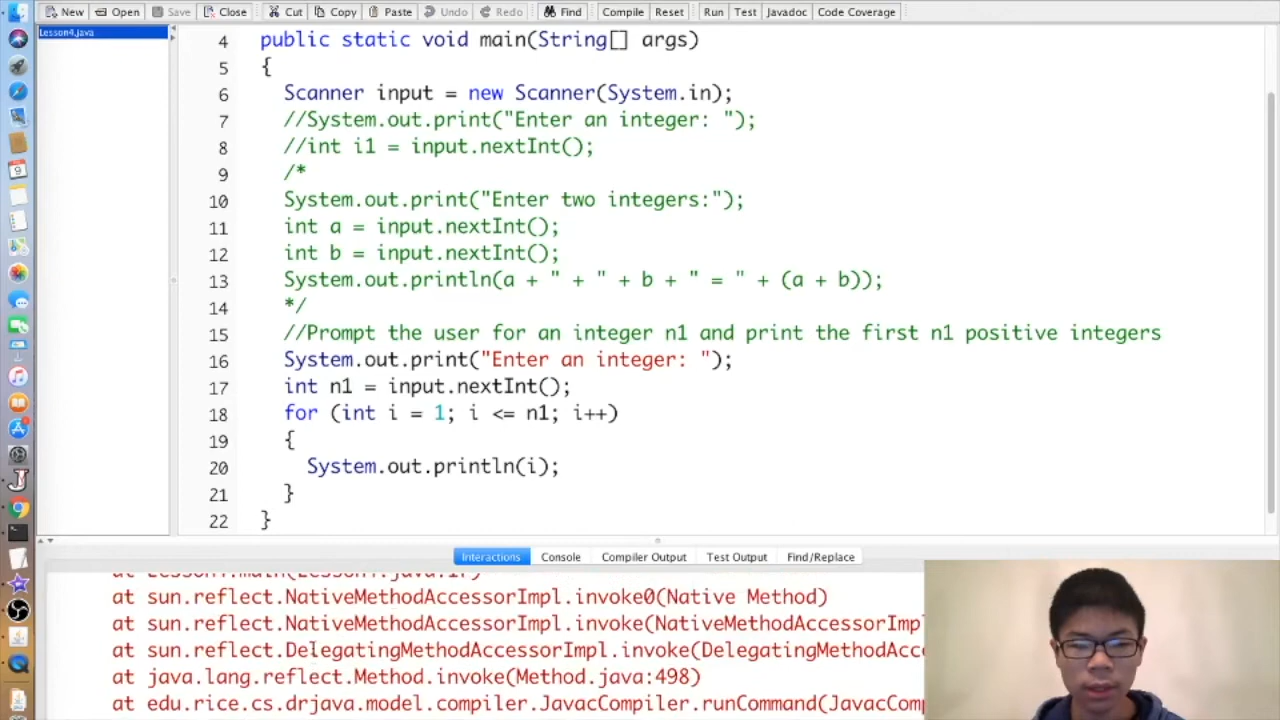 New Open Save Close Cut Copy Paste Undo Redo Find Compile Reset Run Test Javadoc Code Coverage
Lesson4.java
4 public static void main(String[] args)
5 {
6 Scanner input = new Scanner(System.in);
7 //System.out.print("Enter an integer: ");
8 //int i1 = input.nextInt();
9 /*
10 System.out.print("Enter two integers:");
11 int a = input.nextInt();
12 int b = input.nextInt();
13 System.out.println(a + " + " + b + " = " + (a + b));
14 */
15 //Prompt the user for an integer n1 and print the first n1 positive integers
16 System.out.print("Enter an integer: ");
17 int n1 = input.nextInt();
18 for (int i = 1; i <= n1; i++)
19 {
20 System.out.println(i);
21 }
22 }
Interactions Console Compiler Output Test Output Find/Replace
at sun.reflect.NativeMethodAccessorImpl.invoke0(Native Method)
at sun.reflect.NativeMethodAccessorImpl.invoke(NativeMethodAccessorImpl
at sun.reflect.DelegatingMethodAccessorImpl.invoke(DelegatingMethodAcce
at java.lang.reflect.Method.invoke(Method.java:498)
at edu.rice.cs.drjava.model.compiler.JavacCompiler.runCommand(JavacComp